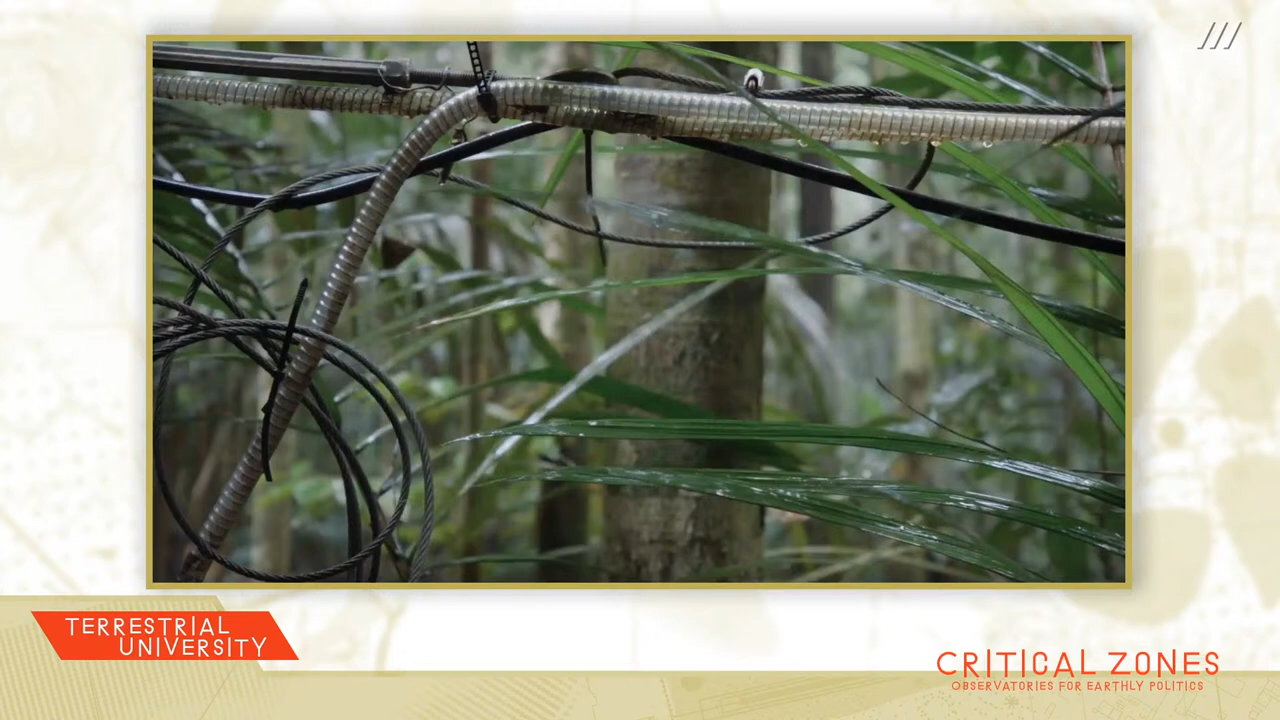 ///
TERRESTRIAL
UNIVERSITY
CRITICAL ZONES
OBSERVATORIES FOR EARTHLY POLITICS